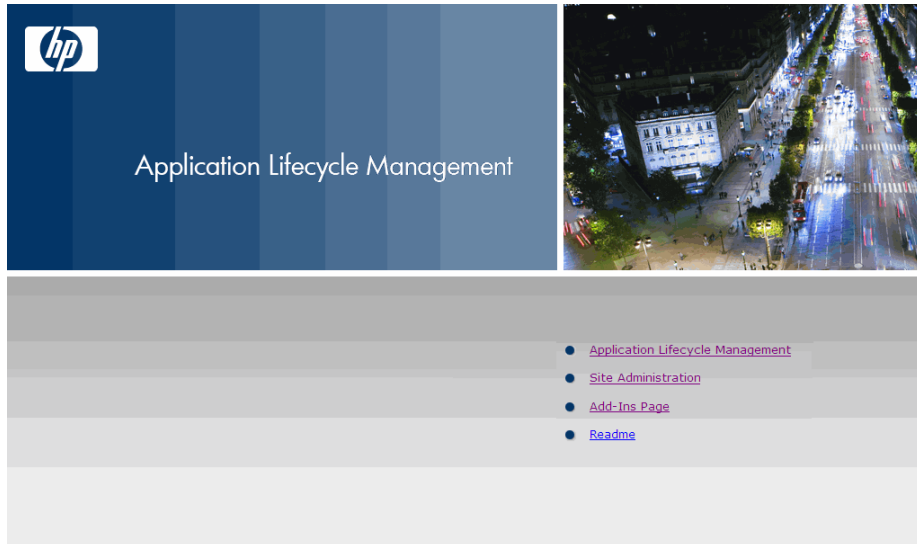 hp
Application Lifecycle Management
Application Lifecycle Management
Site Administration
Add-Ins Page
Readme